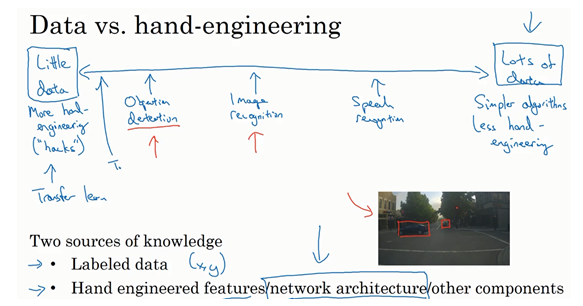 Data vs. hand-engineering
Little
data
Lots of
data
More hand-
engineering
("hacks")
Transfer learn
T.
Object
detection
Image
recognition
Speech
recognition
Simpler algorithms
Less hand-
engineering
Two sources of knowledge
→ • Labeled data (x,y)
→ • Hand engineered features/network architecture/other components